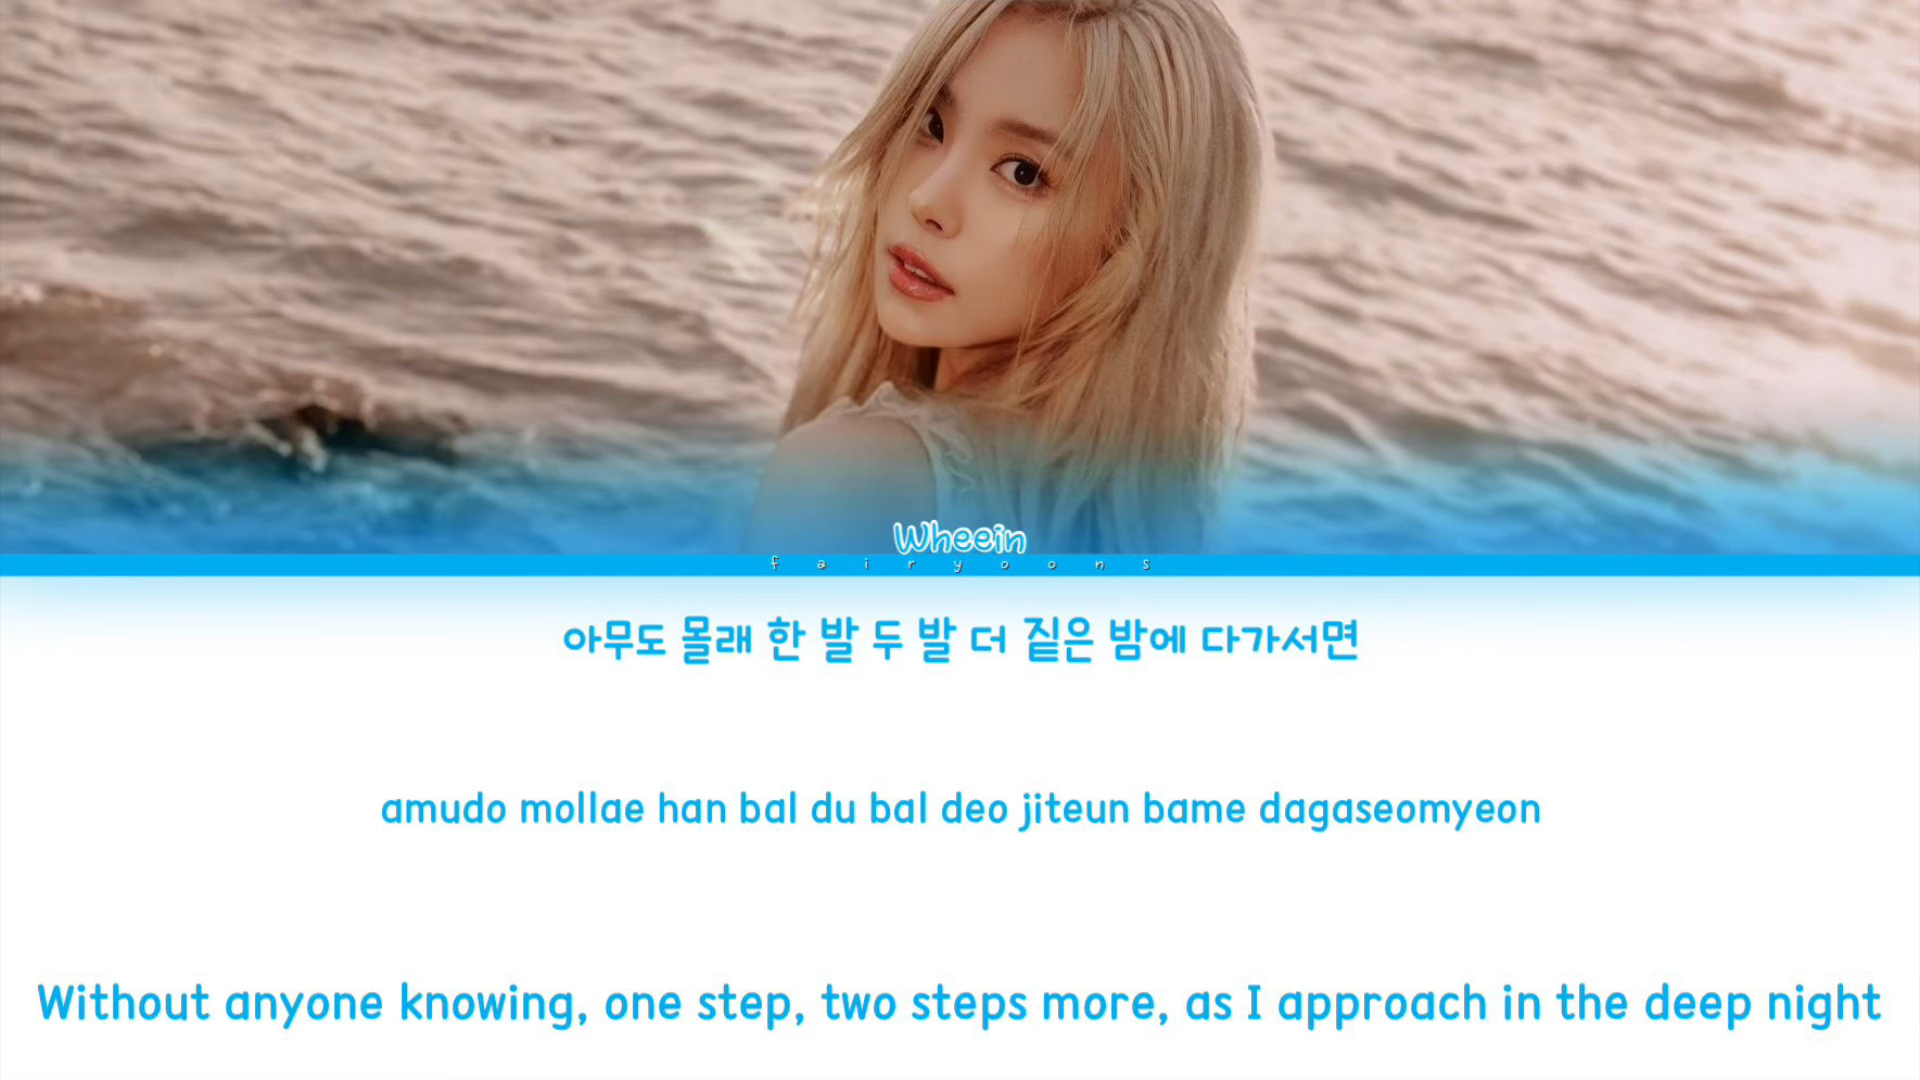 Wheein
fairyoons
아무도 몰래 한 발 두 발 더 짙은 밤에 다가서면
amudo mollae han bal du bal deo jiteun bame dagaseomyeon
Without anyone knowing, one step, two steps more, as I approach in the deep night